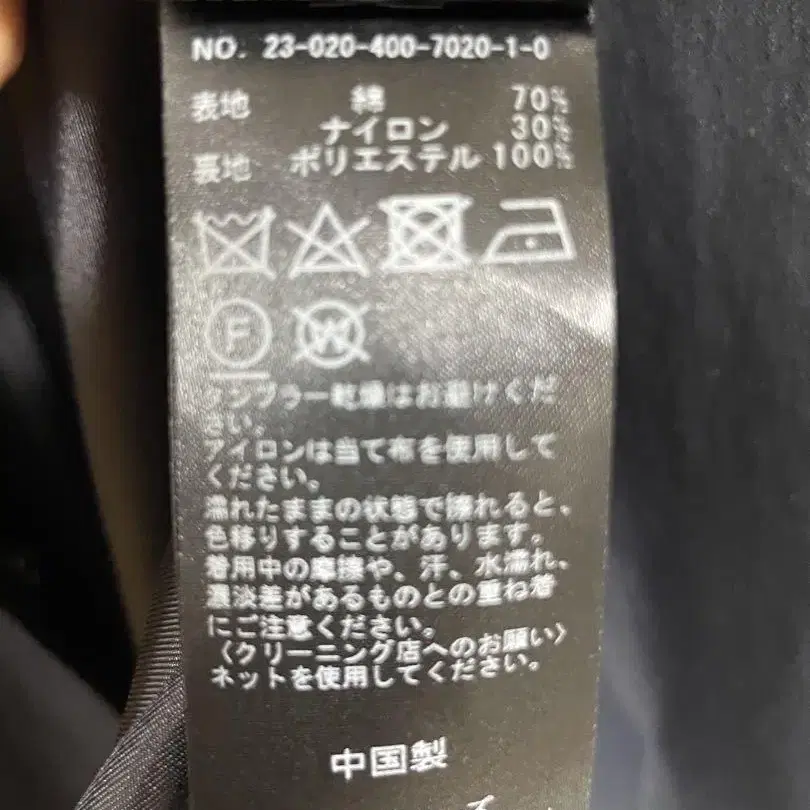 NO. 23-020-400-7020-1-0
表地 綿 70%
ナイロン 30%
裏地 ポリエステル 100%
F W
タンブラー乾燥はお避けくだ
さい。
アイロンは当て布を使用して
ください。
濡れたままの状態で擦れると、
色移りすることがあります。
着用中の摩擦や、汗、水濡れ、
濃淡差があるものとの重ね着
にご注意ください。
〈クリーニング店へのお願い〉
ネットを使用してください。
中国製